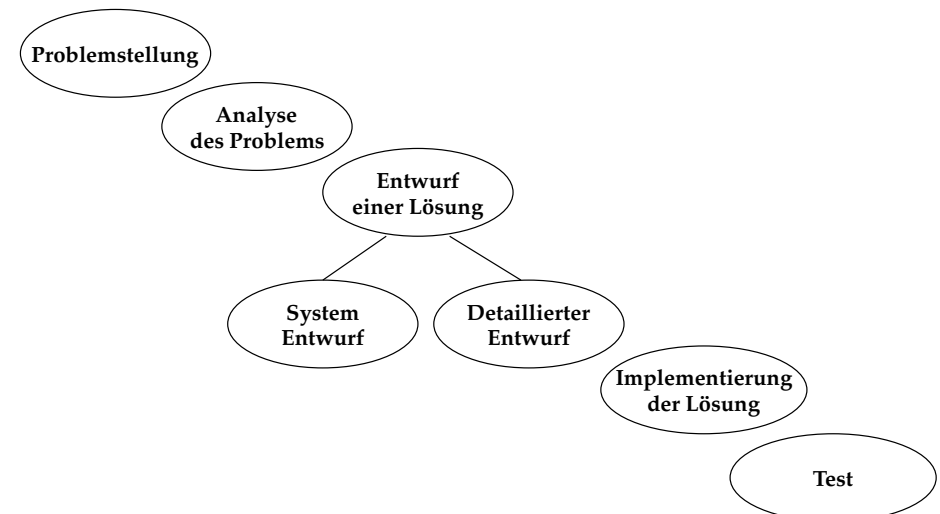 Problemstellung
Analyse
des Problems
Entwurf
einer Lösung
System
Entwurf
Detaillierter
Entwurf
Implementierung
der Lösung
Test